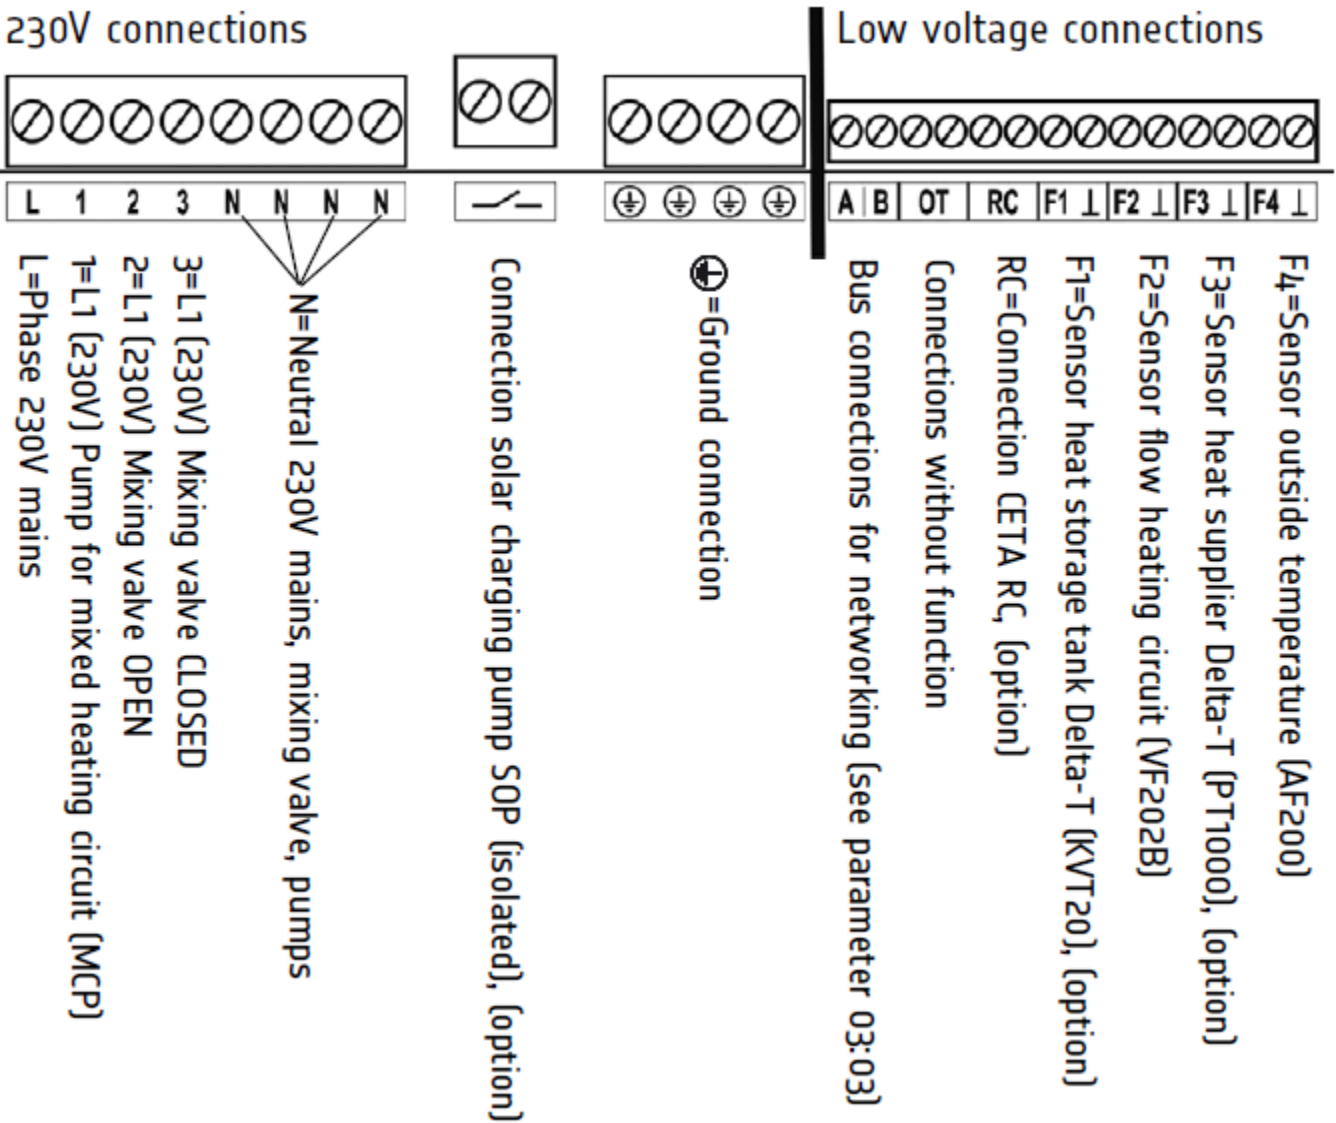 230V connections
Low voltage connections
L 1 2 3 N N N N
A B OT RC F1 ⊥ F2 ⊥ F3 ⊥ F4 ⊥
L=Phase 230V mains
1=L1 (230V) Pump for mixed heating circuit (MCP)
2=L1 (230V) Mixing valve OPEN
3=L1 (230V) Mixing valve CLOSED
N=Neutral 230V mains, mixing valve, pumps
Connection solar charging pump SOP (isolated), (option)
⏚=Ground connection
Bus connections for networking (see parameter 03:03)
Connections without function
RC=Connection CETA RC, (option)
F1=Sensor heat storage tank Delta-T (KVT20), (option)
F2=Sensor flow heating circuit (VF202B)
F3=Sensor heat supplier Delta-T (PT1000), (option)
F4=Sensor outside temperature (AF200)